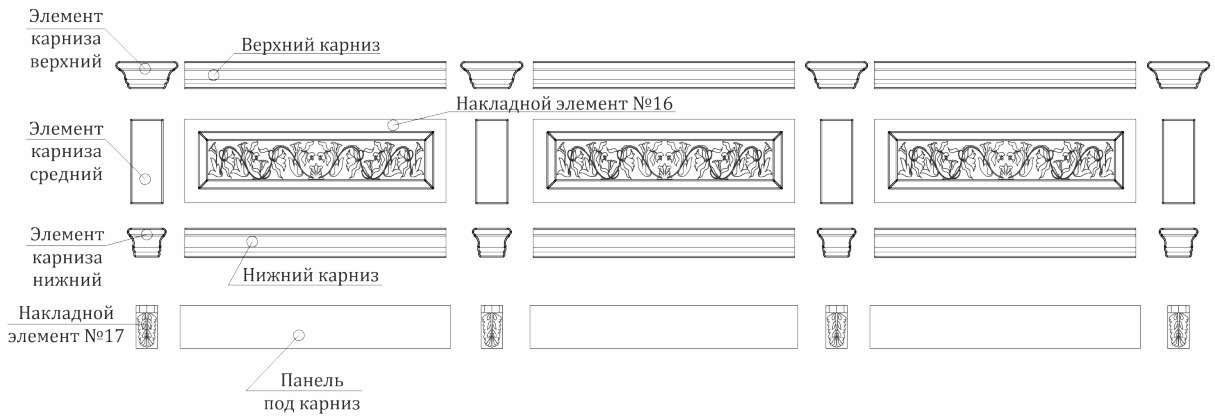 Элемент
карниза
верхний
Верхний карниз
Накладной элемент №16
Элемент
карниза
средний
Элемент
карниза
нижний
Нижний карниз
Накладной
элемент №17
Панель
под карниз